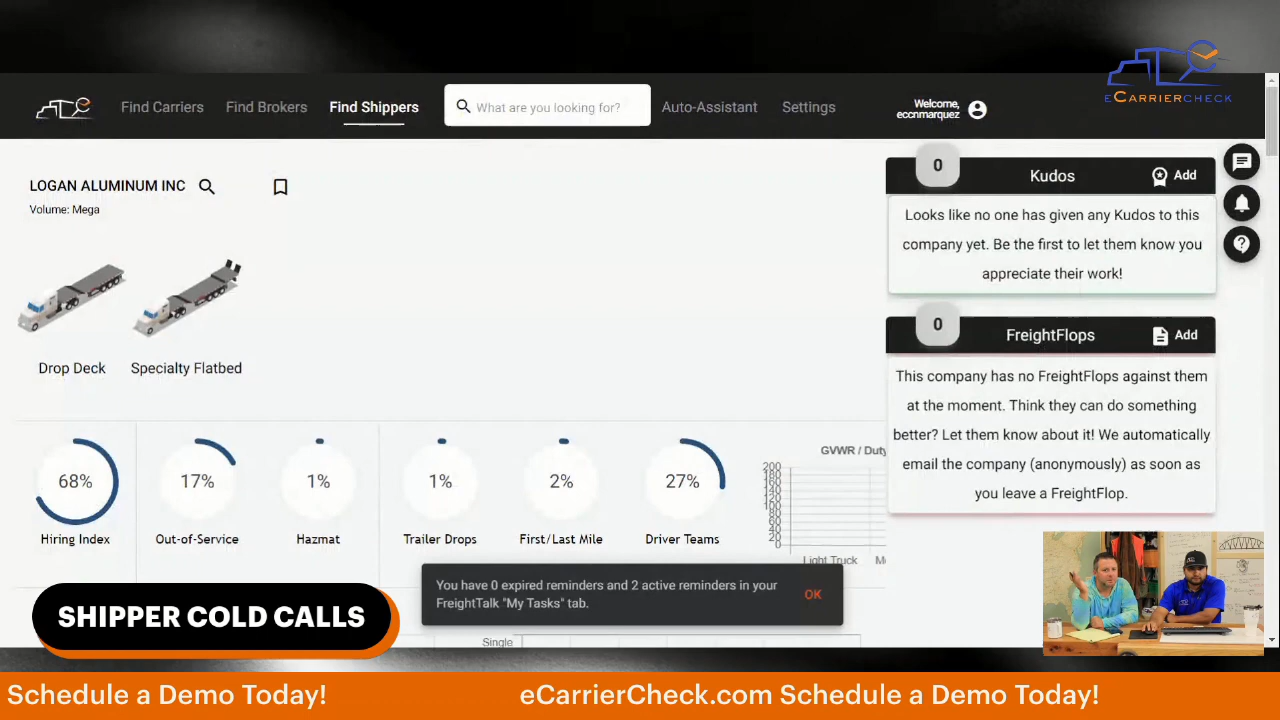 eCarrierCheck
Find Carriers
Find Brokers
Find Shippers
What are you looking for?
Auto-Assistant
Settings
Welcome,
eccnmarquez
LOGAN ALUMINUM INC
Volume: Mega
Drop Deck
Specialty Flatbed
0
Kudos
Add
Looks like no one has given any Kudos to this
company yet. Be the first to let them know you
appreciate their work!
0
FreightFlops
Add
This company has no FreightFlops against them
at the moment. Think they can do something
better? Let them know about it! We automatically
email the company (anonymously) as soon as
you leave a FreightFlop.
68%
Hiring Index
17%
Out-of-Service
1%
Hazmat
1%
Trailer Drops
2%
First/Last Mile
27%
Driver Teams
GVWR / Duty
200
180
160
140
120
100
80
60
40
20
0
Light Truck
Me
You have 0 expired reminders and 2 active reminders in your
FreightTalk "My Tasks" tab.
OK
Single
SHIPPER COLD CALLS
Schedule a Demo Today!
eCarrierCheck.com Schedule a Demo Today!